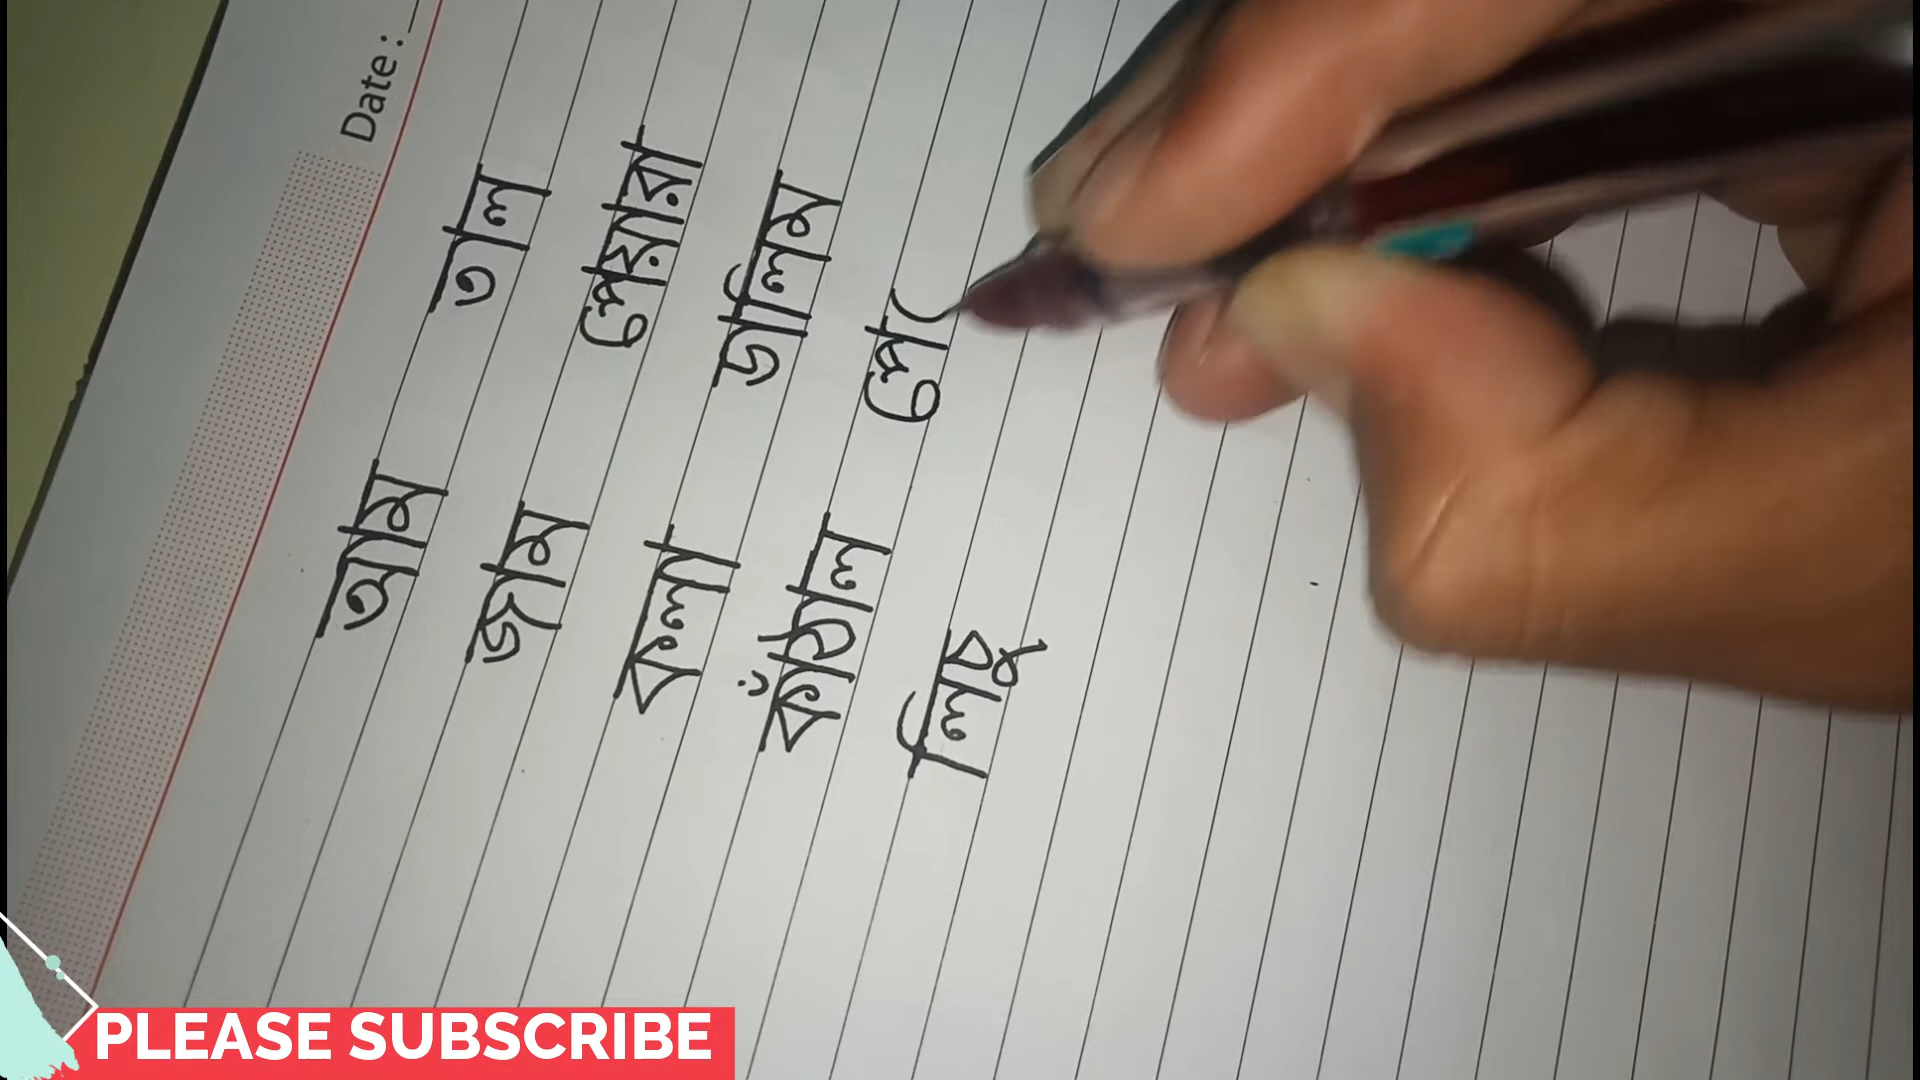 Date:
আম তাল
জাম পেয়ারা
কলা ডালিম
কাঁঠাল পে
লিচু
PLEASE SUBSCRIBE